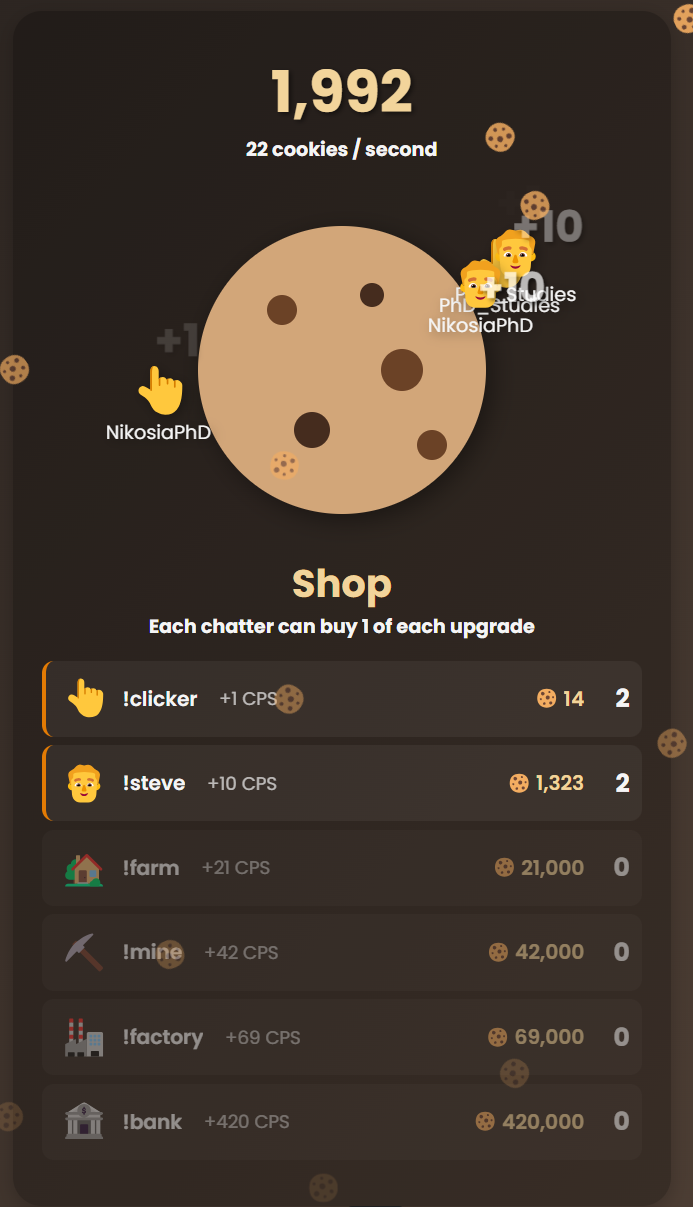 1,992
22 cookies / second
+10
+10
PhD_Studies
NikosiaPhD
+1
NikosiaPhD
Shop
Each chatter can buy 1 of each upgrade
!clicker +1 CPS 14 2
!steve +10 CPS 1,323 2
!farm +21 CPS 21,000 0
!mine +42 CPS 42,000 0
!factory +69 CPS 69,000 0
!bank +420 CPS 420,000 0